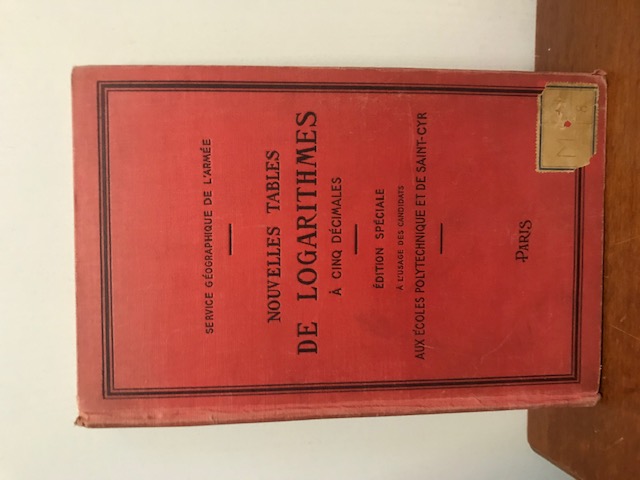 SERVICE GÉOGRAPHIQUE DE L'ARMÉE
NOUVELLES TABLES
DE LOGARITHMES
À CINQ DÉCIMALES
ÉDITION SPÉCIALE
À L'USAGE DES CANDIDATS
AUX ÉCOLES POLYTECHNIQUE ET DE SAINT-CYR
PARIS